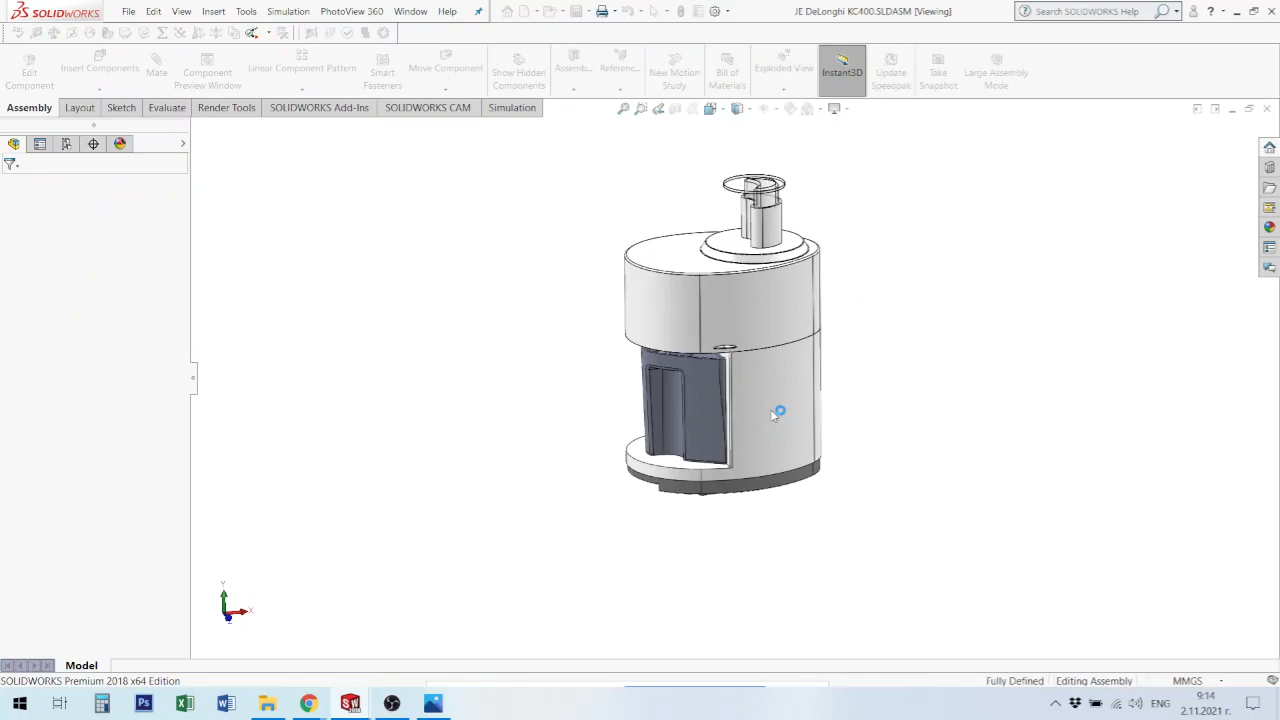 SOLIDWORKS
File Edit View Insert Tools Simulation PhotoView 360 Window Help
JE DeLonghi KC400.SLDASM [Viewing]
Search SOLIDWORKS Help
Edit Component
Insert Components
Mate
Component Preview Window
Linear Component Pattern
Smart Fasteners
Move Component
Show Hidden Components
Assemb...
Referenc...
New Motion Study
Bill of Materials
Exploded View
Instant3D
Update Speedpak
Take Snapshot
Large Assembly Mode
Assembly Layout Sketch Evaluate Render Tools SOLIDWORKS Add-Ins SOLIDWORKS CAM Simulation
Y
X
Z
Model
SOLIDWORKS Premium 2018 x64 Edition
Fully Defined Editing Assembly MMGS
ЕНГ
9:14
2.11.2021 г.